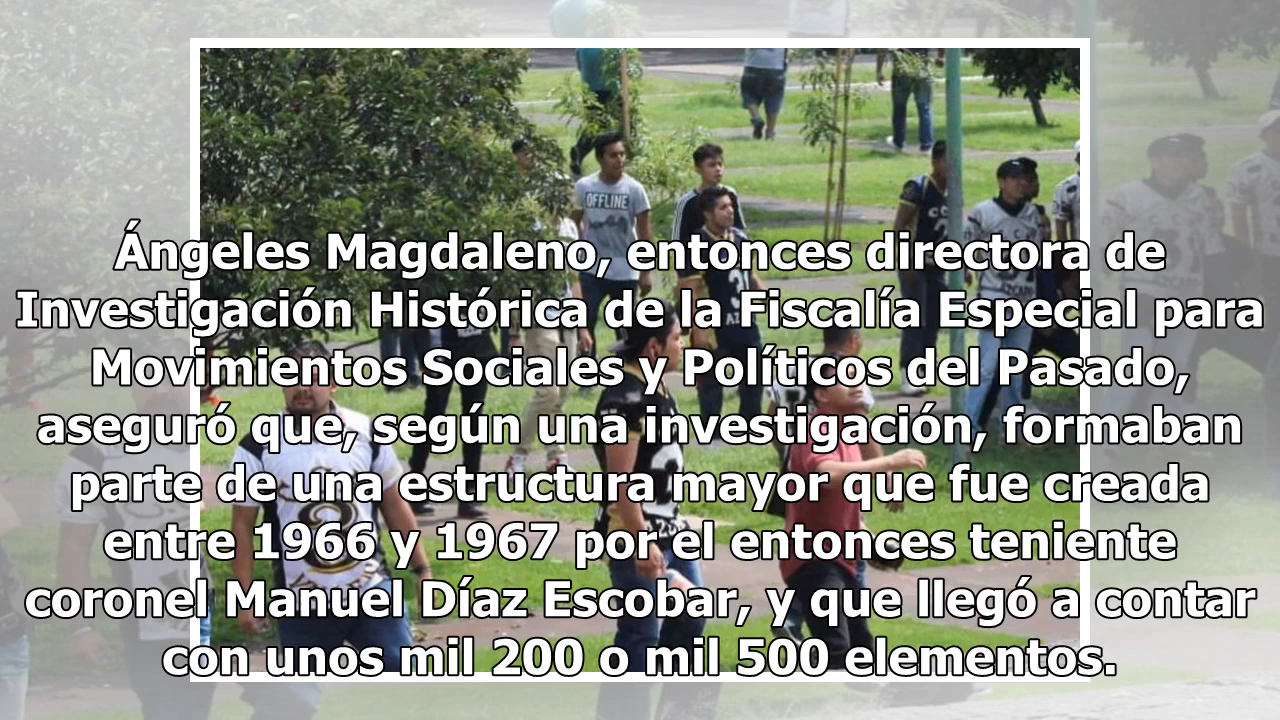 Ángeles Magdaleno, entonces directora de
Investigación Histórica de la Fiscalía Especial para
Movimientos Sociales y Políticos del Pasado,
aseguró que, según una investigación, formaban
parte de una estructura mayor que fue creada
entre 1966 y 1967 por el entonces teniente
coronel Manuel Díaz Escobar, y que llegó a contar
con unos mil 200 o mil 500 elementos.
OFFLINE